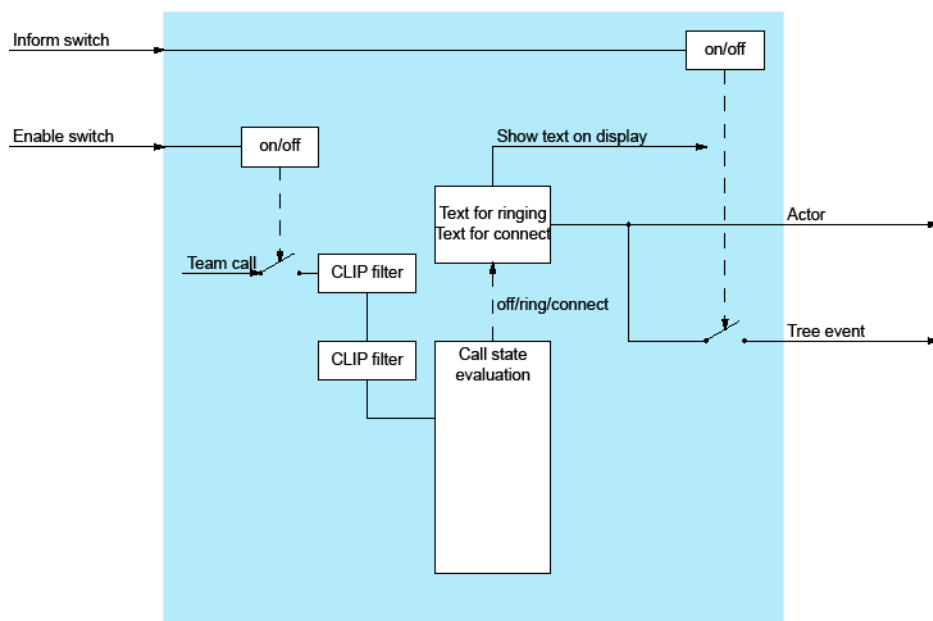 Inform switch
on/off
Enable switch
on/off
Show text on display
Text for ringing
Text for connect
Actor
Team call
CLIP filter
off/ring/connect
Tree event
CLIP filter
Call state
evaluation